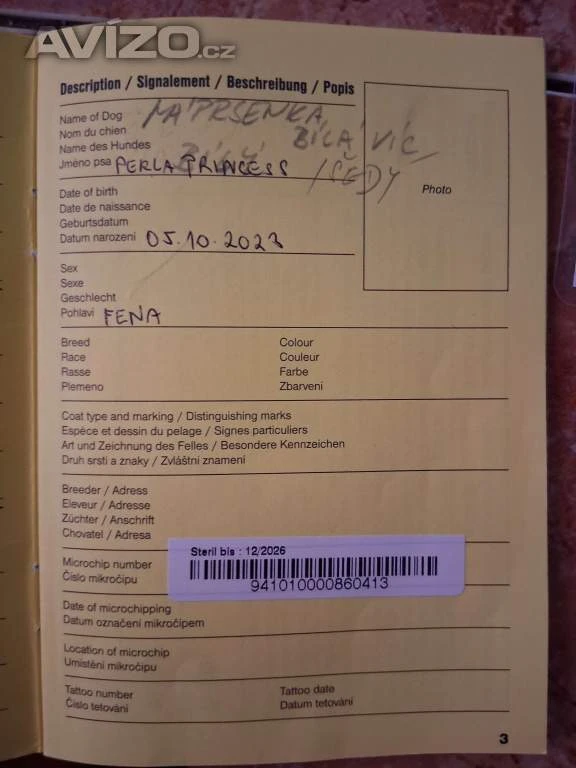 AVÍZO.cz
Description / Signalement / Beschreibung / Popis
Name of Dog NÁPRSENKA
Nom du chien BÍLÁ VÍC
Name des Hundes
Jméno psa PERLA PRINCESS /ŠEDÝ
Photo
Date of birth
Date de naissance
Geburtsdatum
Datum narození 05.10.2023
Sex
Sexe
Geschlecht
Pohlaví FENA
Breed Colour
Race Couleur
Rasse Farbe
Plemeno Zbarvení
Coat type and marking / Distinguishing marks
Espèce et dessin du pelage / Signes particuliers
Art und Zeichnung des Felles / Besondere Kennzeichen
Druh srsti a znaky / Zvláštní znamení
Breeder / Adress
Eleveur / Adresse
Züchter / Anschrift
Chovatel / Adresa
Steril bis : 12/2026
Microchip number
Číslo mikročipu 941010000860413
Date of microchipping
Datum označení mikročipem
Location of microchip
Umístění mikročipu
Tattoo number Tattoo date
Číslo tetování Datum tetování
3